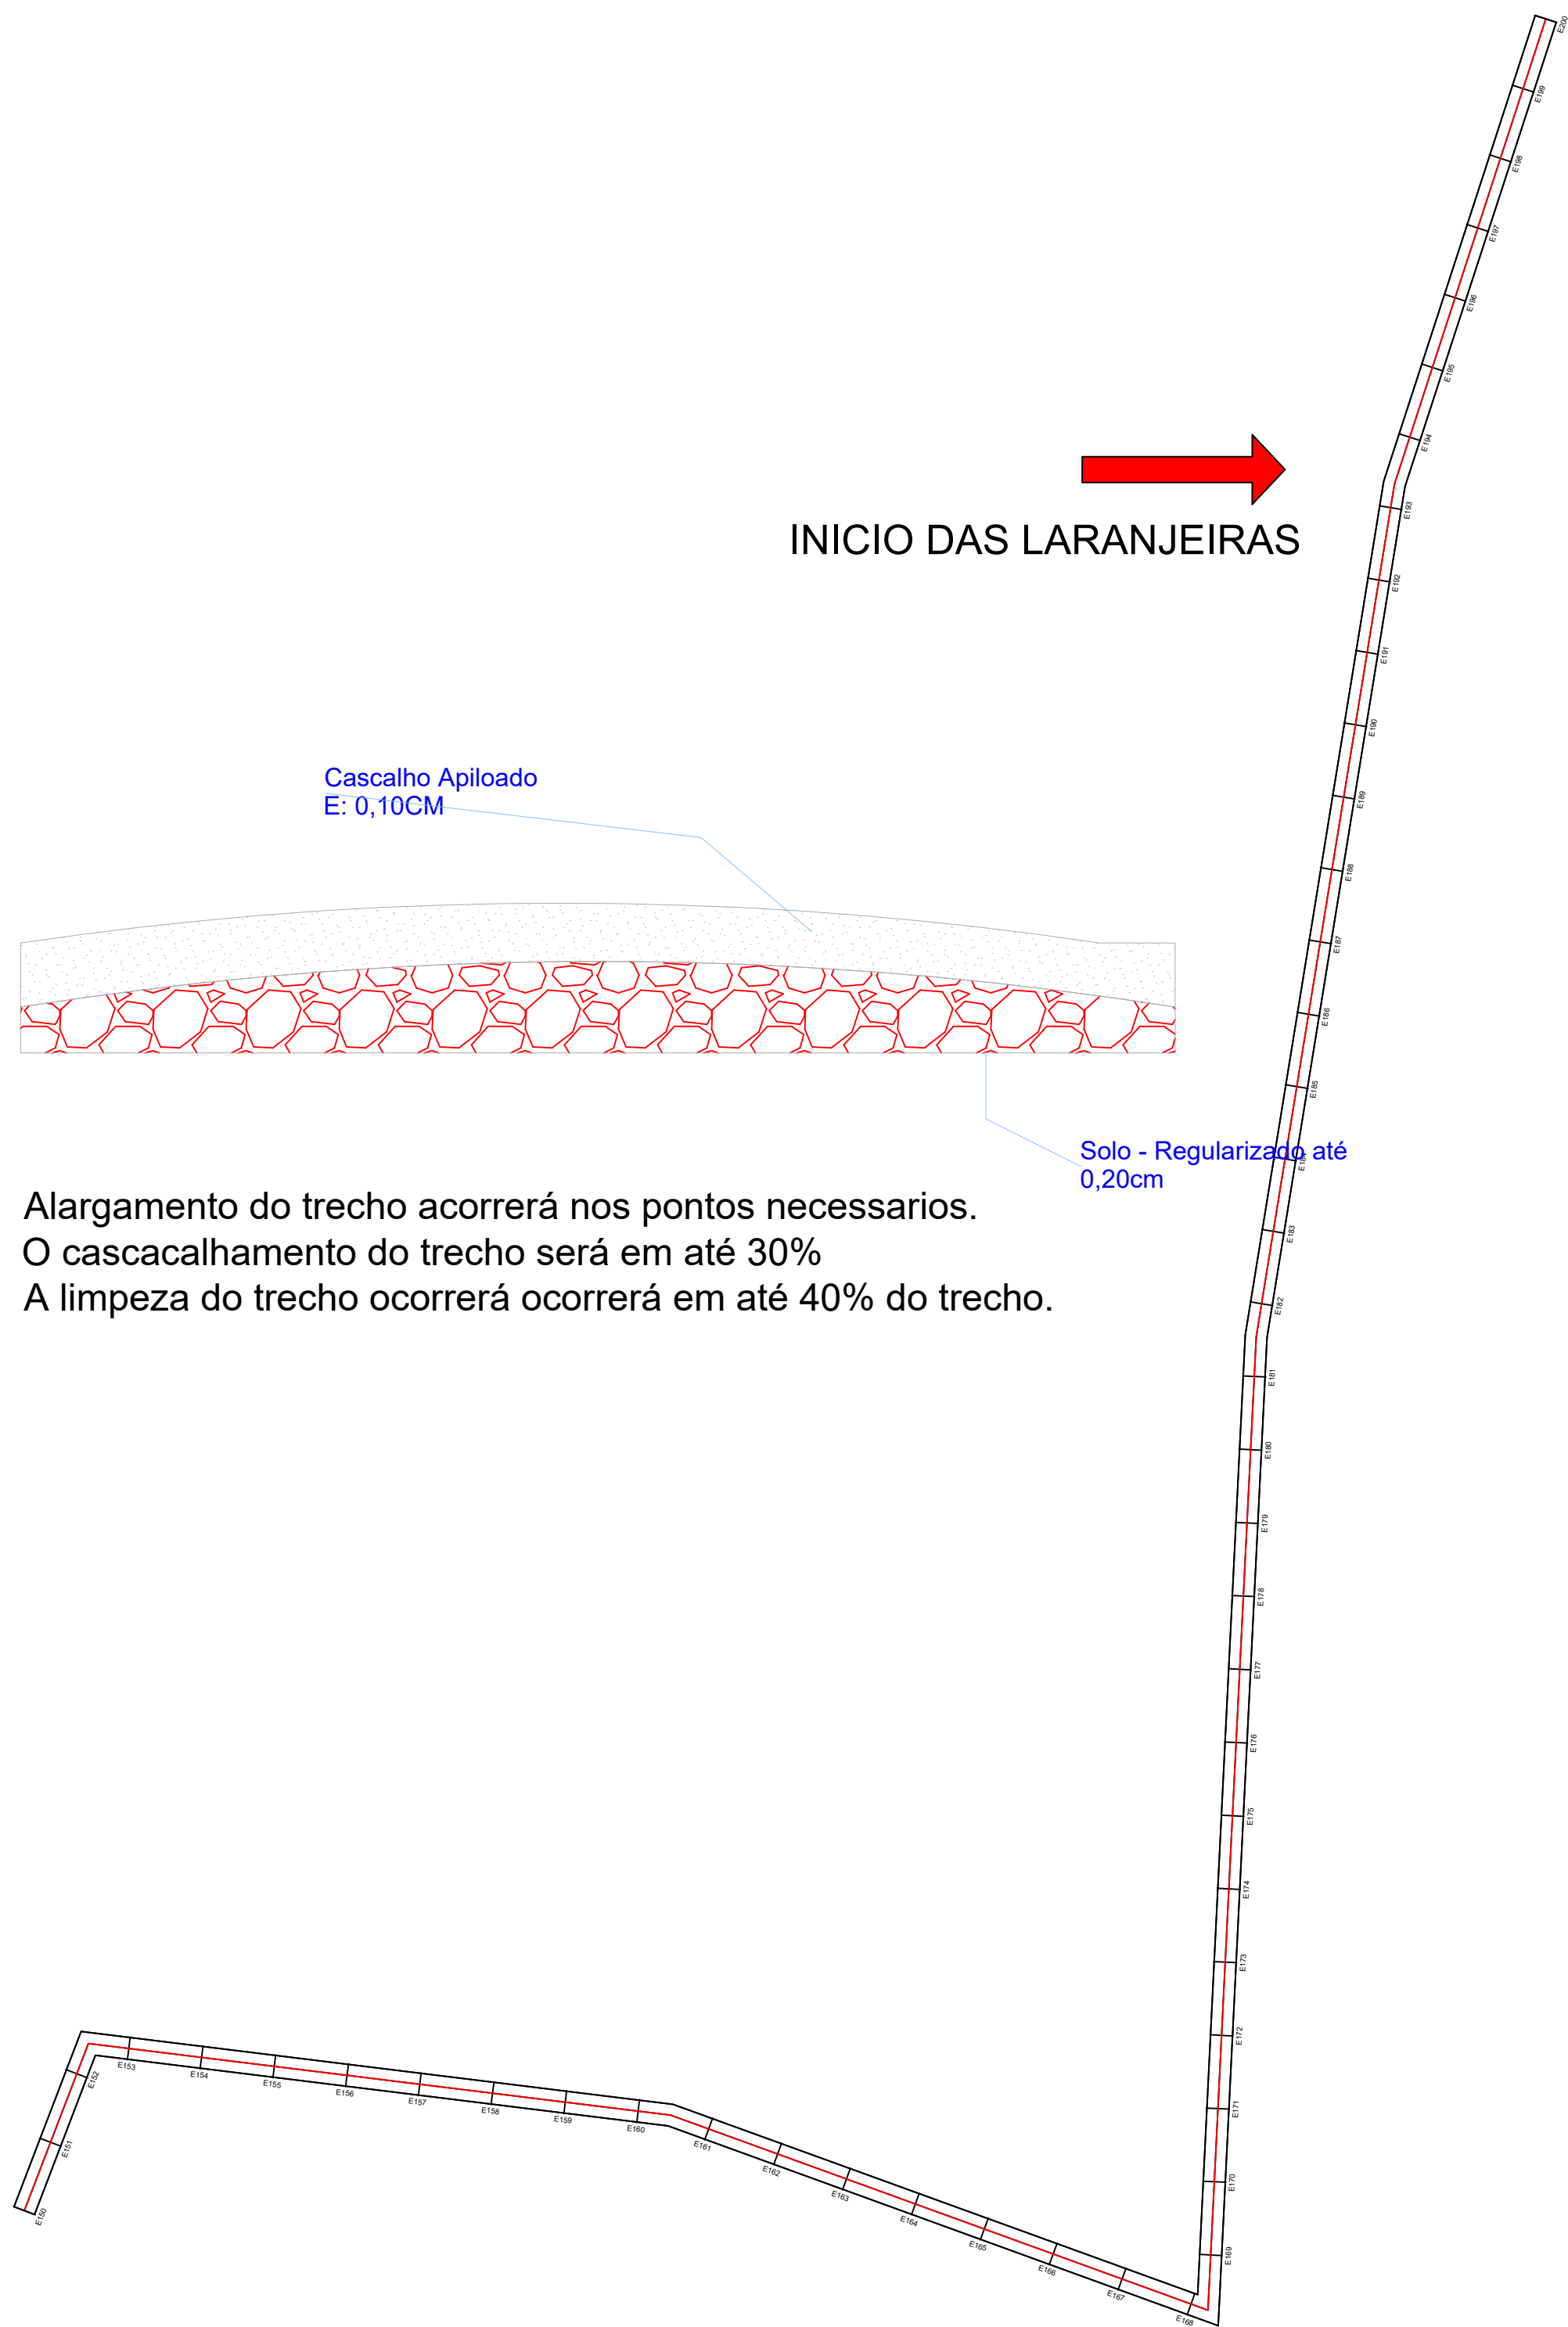 E200
E199
E198
E197
E196
E195
E194
E193
INICIO DAS LARANJEIRAS
E192
E191
E190
Cascalho Apiloado
E: 0,10CM
E189
E188
E187
E186
E185
Solo - Regularizado até
0,20cm
E184
E183
Alargamento do trecho acorrerá nos pontos necessarios.
O cascacalhamento do trecho será em até 30%
A limpeza do trecho ocorrerá ocorrerá em até 40% do trecho.
E182
E181
E180
E179
E178
E177
E176
E175
E174
E173
E172
E171
E170
E169
E150
E151
E152
E153
E154
E155
E156
E157
E158
E159
E160
E161
E162
E163
E164
E165
E166
E167
E168